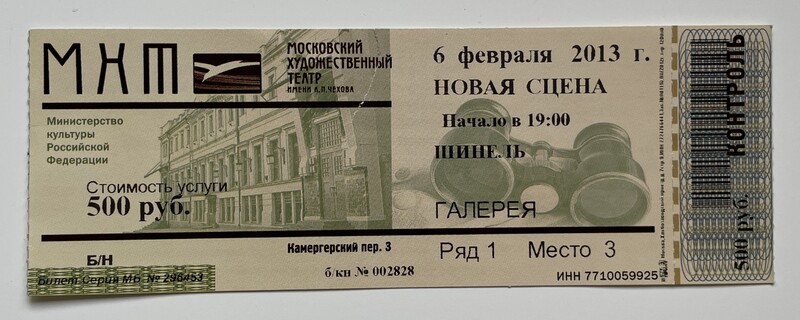 МХТ
МОСКОВСКИЙ
ХУДОЖЕСТВЕННЫЙ
ТЕАТР
ИМЕНИ А.П.ЧЕХОВА
Министерство
культуры
Российской
Федерации
Стоимость услуги
500 руб.
Б/Н
билет Серия МБ № 296453
Камергерский пер. 3
б/кн № 002828
6 февраля 2013 г.
НОВАЯ СЦЕНА
Начало в 19:00
ШИНЕЛЬ
ГАЛЕРЕЯ
Ряд 1 Место 3
ИНН 7710059925
КОНТРОЛЬ
500 руб.